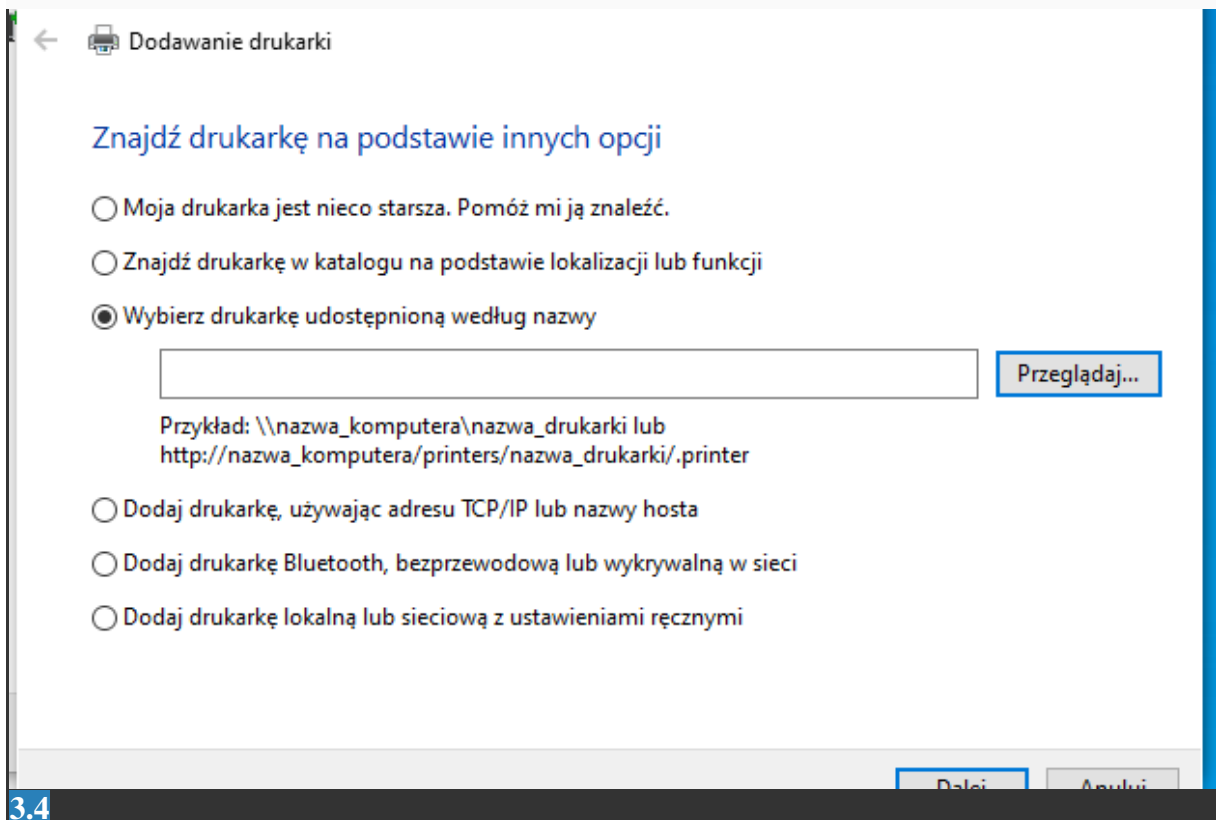 Dodawanie drukarki
Znajdź drukarkę na podstawie innych opcji
Moja drukarka jest nieco starsza. Pomóż mi ją znaleźć.
Znajdź drukarkę w katalogu na podstawie lokalizacji lub funkcji
Wybierz drukarkę udostępnioną według nazwy
Przeglądaj...
Przykład: \\nazwa_komputera\nazwa_drukarki lub
http://nazwa_komputera/printers/nazwa_drukarki/.printer
Dodaj drukarkę, używając adresu TCP/IP lub nazwy hosta
Dodaj drukarkę Bluetooth, bezprzewodową lub wykrywalną w sieci
Dodaj drukarkę lokalną lub sieciową z ustawieniami ręcznymi
Dalej Anuluj
3.4